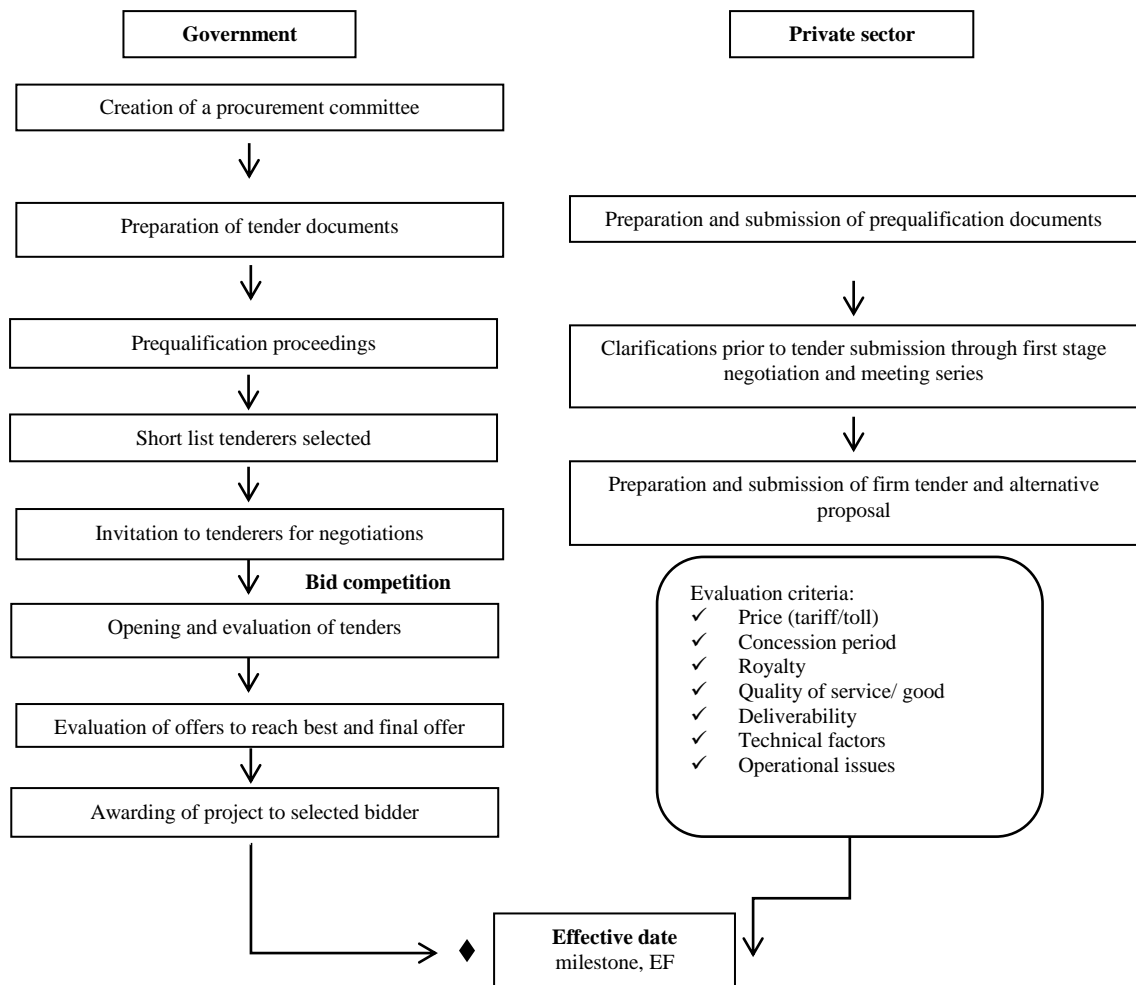 Government
Creation of a procurement committee
Preparation of tender documents
Prequalification proceedings
Short list tenderers selected
Invitation to tenderers for negotiations
Bid competition
Opening and evaluation of tenders
Evaluation of offers to reach best and final offer
Awarding of project to selected bidder
Private sector
Preparation and submission of prequalification documents
Clarifications prior to tender submission through first stage
negotiation and meeting series
Preparation and submission of firm tender and alternative
proposal
Evaluation criteria:
✓ Price (tariff/toll)
✓ Concession period
✓ Royalty
✓ Quality of service/ good
✓ Deliverability
✓ Technical factors
✓ Operational issues
Effective date
milestone, EF